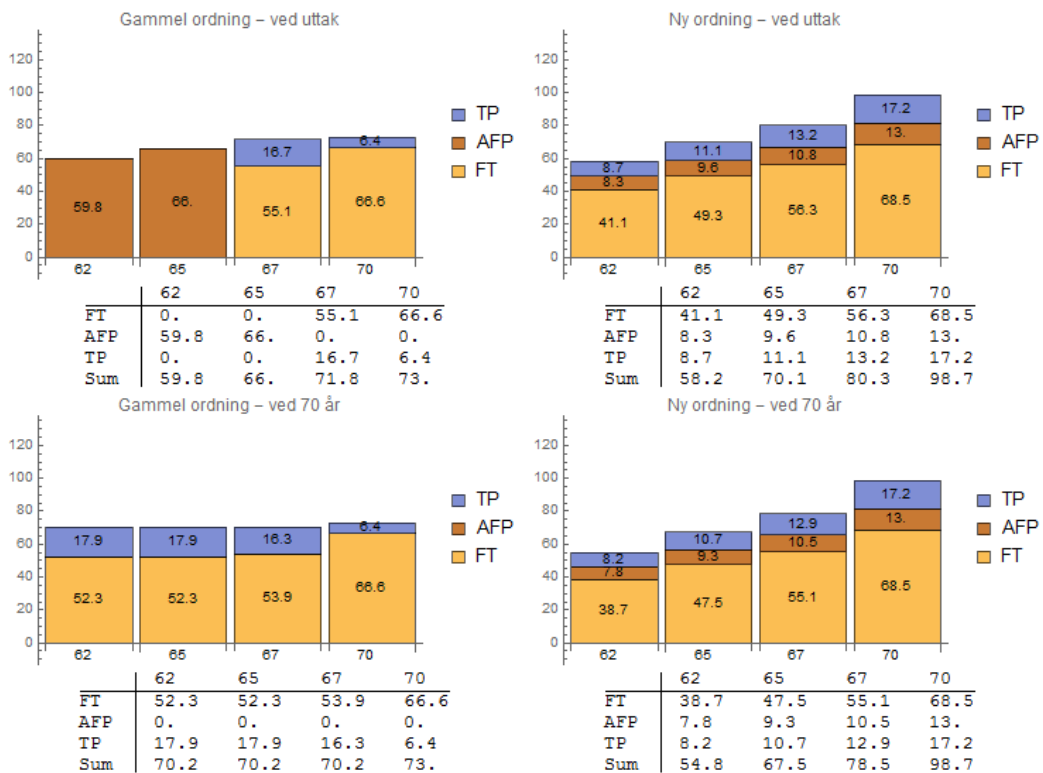 Gammel ordning – ved uttak
120
100
80
60
40
20
0
59.8
66.
16.7
55.1
6.4
66.6
62 65 67 70
TP
AFP
FT
62 65 67 70
FT 0. 0. 55.1 66.6
AFP 59.8 66. 0. 0.
TP 0. 0. 16.7 6.4
Sum 59.8 66. 71.8 73.
Ny ordning – ved uttak
120
100
80
60
40
20
0
8.7
8.3
41.1
11.1
9.6
49.3
13.2
10.8
56.3
17.2
13.
68.5
62 65 67 70
TP
AFP
FT
62 65 67 70
FT 41.1 49.3 56.3 68.5
AFP 8.3 9.6 10.8 13.
TP 8.7 11.1 13.2 17.2
Sum 58.2 70.1 80.3 98.7
Gammel ordning – ved 70 år
120
100
80
60
40
20
0
17.9
52.3
17.9
52.3
16.3
53.9
6.4
66.6
62 65 67 70
TP
AFP
FT
62 65 67 70
FT 52.3 52.3 53.9 66.6
AFP 0. 0. 0. 0.
TP 17.9 17.9 16.3 6.4
Sum 70.2 70.2 70.2 73.
Ny ordning – ved 70 år
120
100
80
60
40
20
0
8.2
7.8
38.7
10.7
9.3
47.5
12.9
10.5
55.1
17.2
13.
68.5
62 65 67 70
TP
AFP
FT
62 65 67 70
FT 38.7 47.5 55.1 68.5
AFP 7.8 9.3 10.5 13.
TP 8.2 10.7 12.9 17.2
Sum 54.8 67.5 78.5 98.7